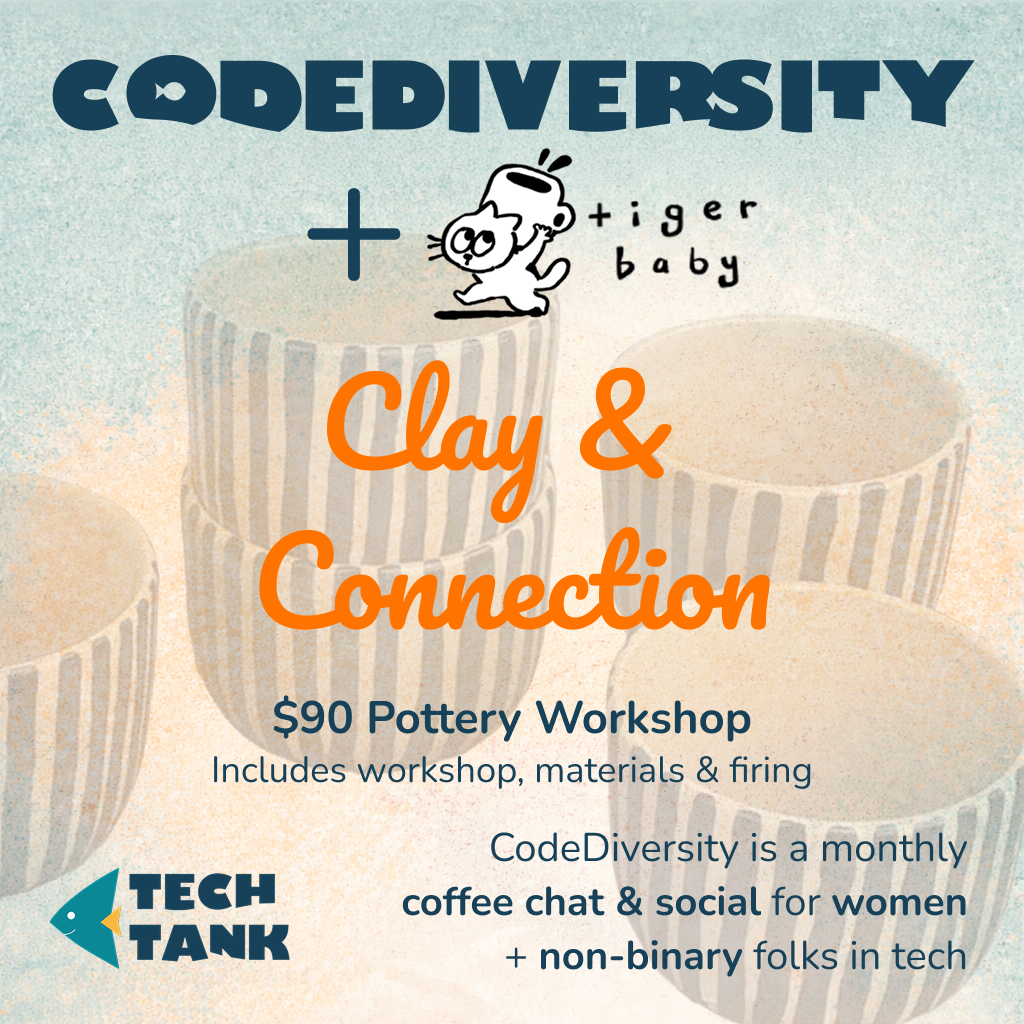 CODEDIVERSITY
+
tiger
baby
Clay &
Connection
$90 Pottery Workshop
Includes workshop, materials & firing
CodeDiversity is a monthly
coffee chat & social for women
+ non-binary folks in tech
TECH
TANK